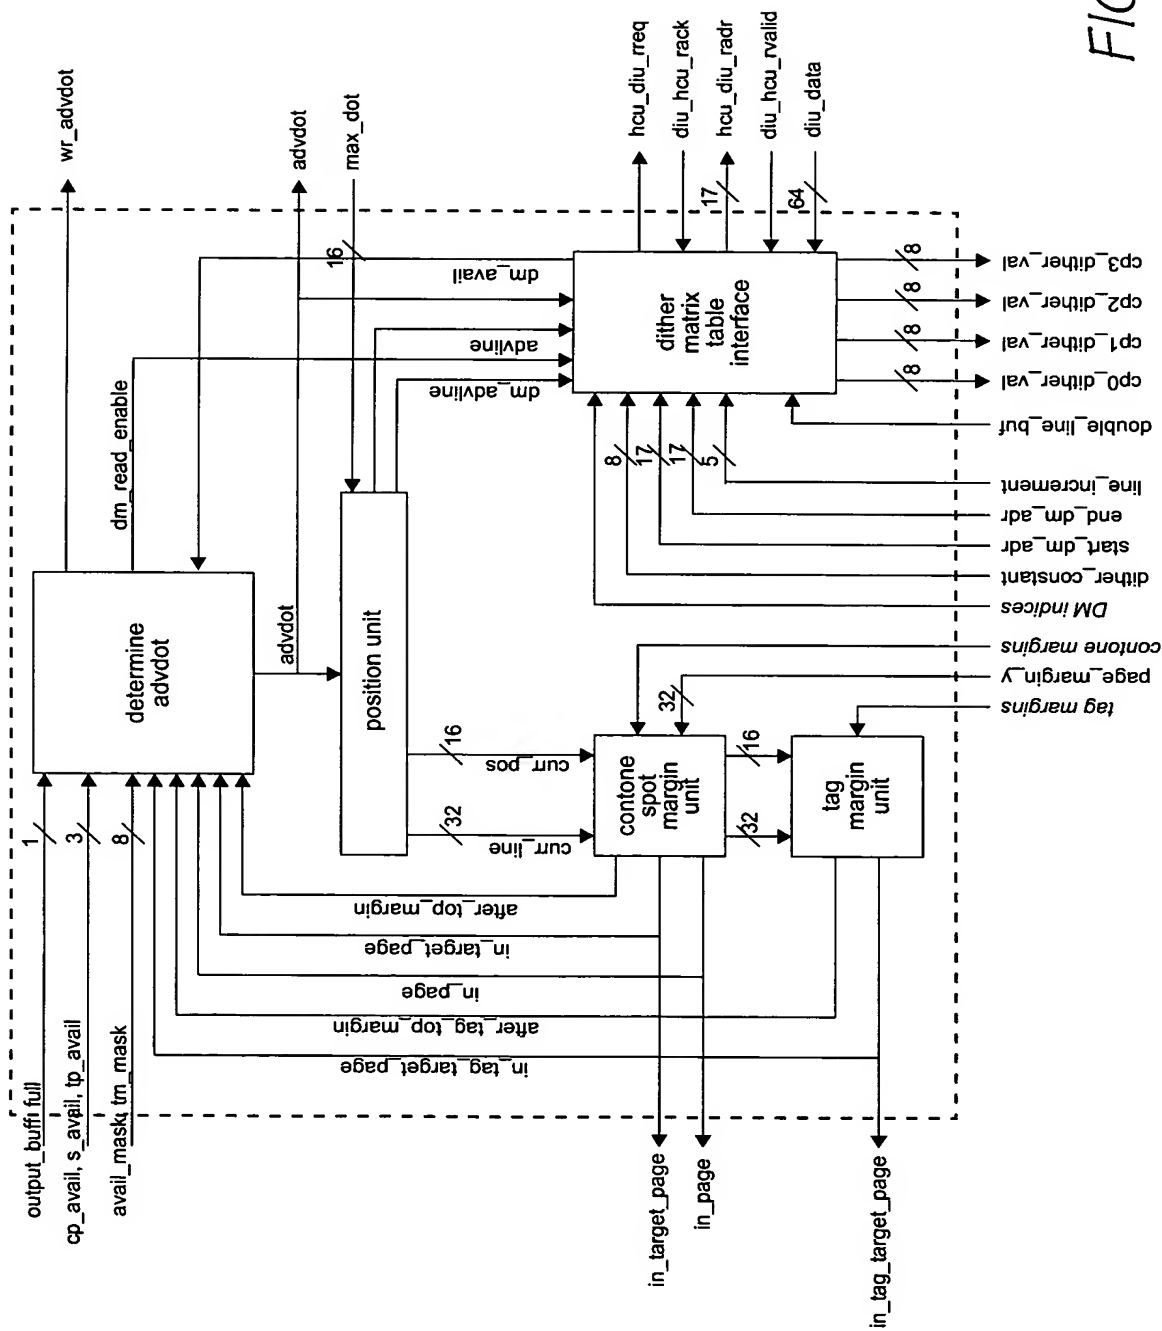 FIG
wr_advdot
advdot
max_dot
16
dm_avail
hcu_diu_rreq
diu_hcu_rack
hcu_diu_radr
17
diu_hcu_rvalid
diu_data
64
dm_read_enable
advline
dm_advline
dither
matrix
table
interface
8
8
8
8
cp3_dither_val
cp2_dither_val
cp1_dither_val
cp0_dither_val
double_line_buf
line_increment
5
end_dm_adr
17
start_dm_adr
17
dither_constant
8
DM indices
contone margins
page_margin_y
32
tag margins
determine
advdot
advdot
position unit
16
curr_pos
32
curr_line
contone
spot
margin
unit
16
32
tag
margin
unit
1
3
8
after_top_margin
in_target_page
in_page
after_tag_top_margin
in_tag_target_page
cp_avail, s_avail, tp_avail
avail_mask, tm_mask
in_target_page
in_page
in_tag_target_page